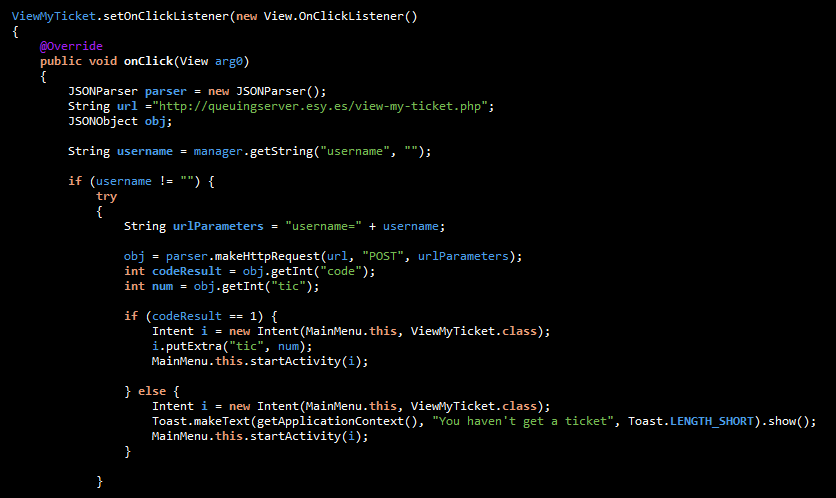 ViewMyTicket.setOnClickListener(new View.OnClickListener()
{
    @Override
    public void onClick(View arg0)
    {
        JSONParser parser = new JSONParser();
        String url ="http://queuingserver.esy.es/view-my-ticket.php";
        JSONObject obj;

        String username = manager.getString("username", "");

        if (username != "") {
            try
            {
                String urlParameters = "username=" + username;

                obj = parser.makeHttpRequest(url, "POST", urlParameters);
                int codeResult = obj.getInt("code");
                int num = obj.getInt("tic");

                if (codeResult == 1) {
                    Intent i = new Intent(MainMenu.this, ViewMyTicket.class);
                    i.putExtra("tic", num);
                    MainMenu.this.startActivity(i);

                } else {
                    Intent i = new Intent(MainMenu.this, ViewMyTicket.class);
                    Toast.makeText(getApplicationContext(), "You haven't get a ticket", Toast.LENGTH_SHORT).show();
                    MainMenu.this.startActivity(i);
                }

            }